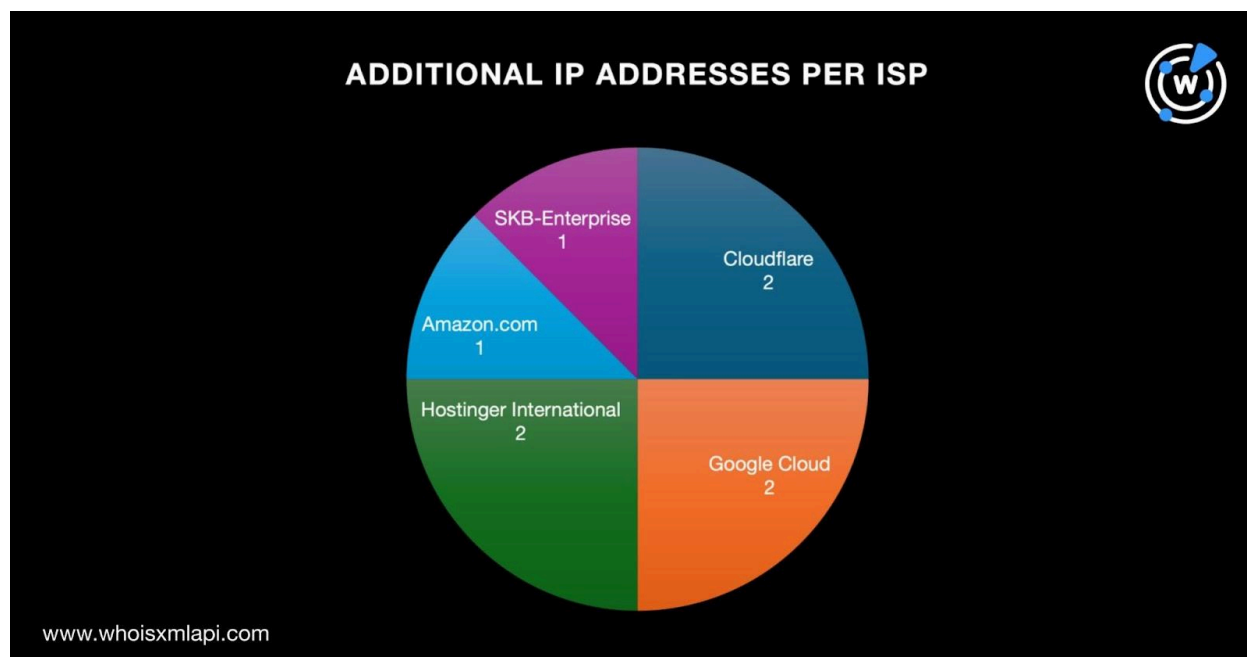 ADDITIONAL IP ADDRESSES PER ISP
W
SKB-Enterprise
1
Cloudflare
2
Amazon.com
1
Hostinger International
2
Google Cloud
2
www.whoisxmlapi.com